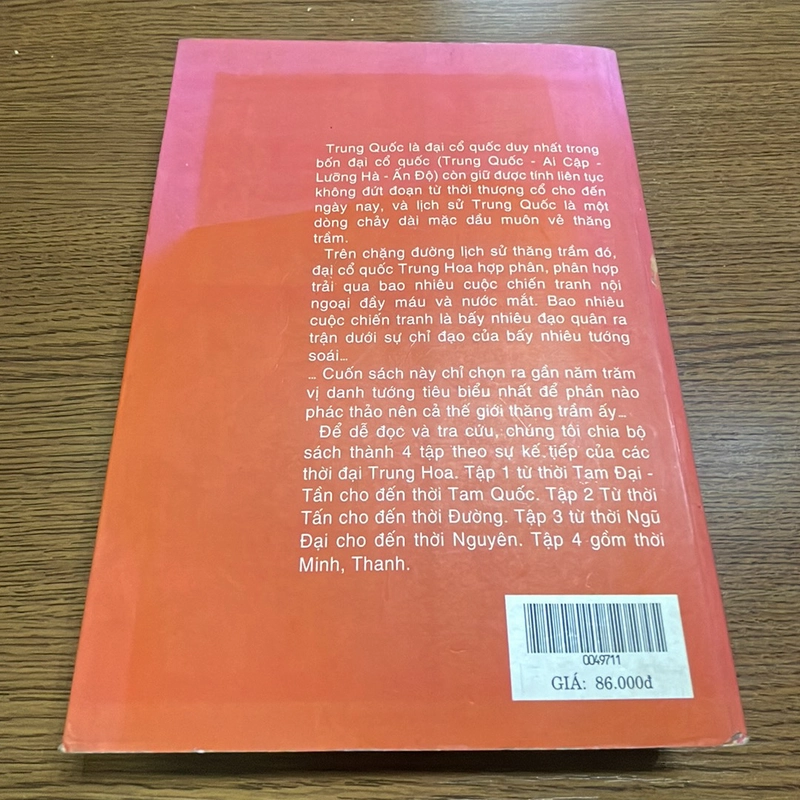 Trung Quốc là đại cổ quốc duy nhất trong
bốn đại cổ quốc (Trung Quốc - Ai Cập -
Lưỡng Hà - Ấn Độ) còn giữ được tính liên tục
không đứt đoạn từ thời thượng cổ cho đến
ngày nay, và lịch sử Trung Quốc là một
dòng chảy dài mặc dầu muôn vẻ thăng
trầm.
Trên chặng đường lịch sử thăng trầm đó,
đại cổ quốc Trung Hoa hợp phân, phân hợp
trải qua bao nhiêu cuộc chiến tranh nội
ngoại đầy máu và nước mắt. Bao nhiêu
cuộc chiến tranh là bấy nhiêu đạo quân ra
trận dưới sự chỉ đạo của bấy nhiêu tướng
soái...
... Cuốn sách này chỉ chọn ra gần năm trăm
vị danh tướng tiêu biểu nhất để phần nào
phác thảo nên cả thế giới thăng trầm ấy...
Để dễ đọc và tra cứu, chúng tôi chia bộ
sách thành 4 tập theo sự kế tiếp của các
thời đại Trung Hoa. Tập 1 từ thời Tam Đại -
Tần cho đến thời Tam Quốc. Tập 2 Từ thời
Tấn cho đến thời Đường. Tập 3 từ thời Ngũ
Đại cho đến thời Nguyên. Tập 4 gồm thời
Minh, Thanh.
0049711
GIÁ: 86.000đ